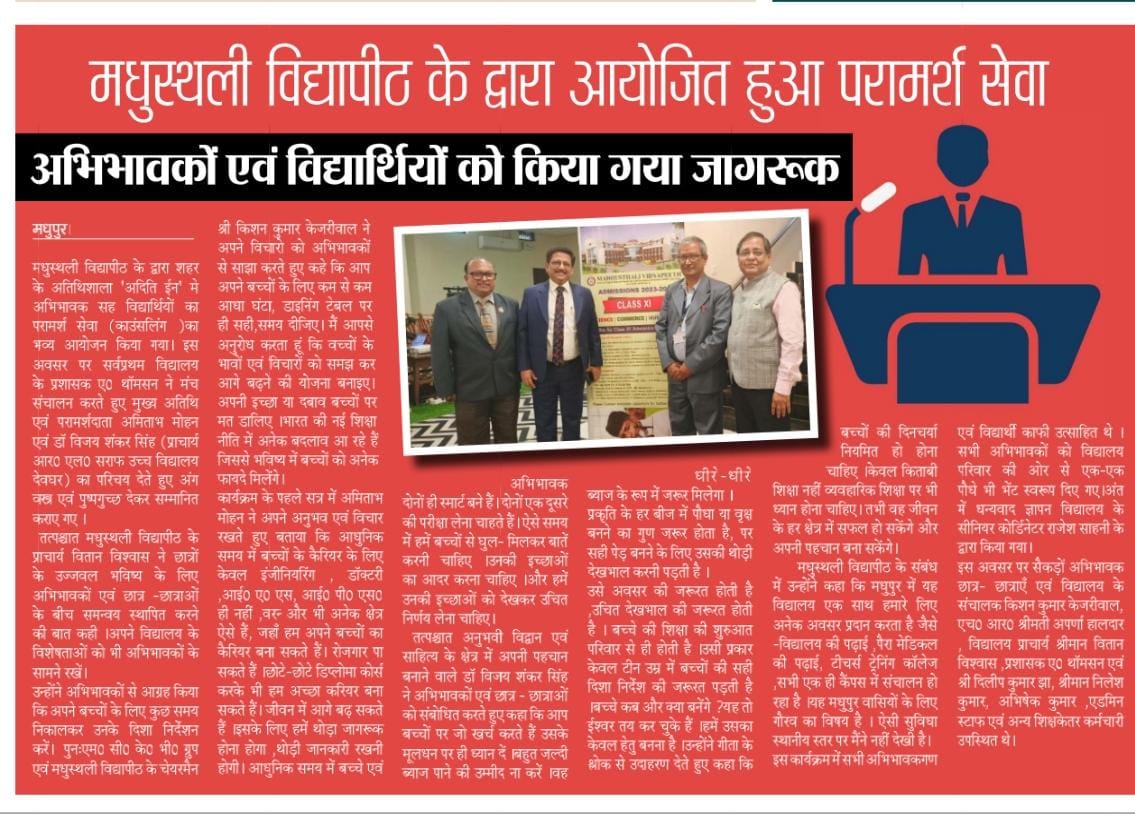 मधुस्थली विद्यापीठ के द्वारा आयोजित हुआ परामर्श सेवा
अभिभावकों एवं विद्यार्थियों को किया गया जागरूक
मधुपुर।
मधुस्थली विद्यापीठ के द्वारा शहर
के अतिथिशाला 'अदिति ईन' मे
अभिभावक सह विद्यार्थियों का
परामर्श सेवा (काउंसलिंग )का
भव्य आयोजन किया गया। इस
अवसर पर सर्वप्रथम विद्यालय
के प्रशासक ए० थॉमसन ने मंच
संचालन करते हुए मुख्य अतिथि
एवं परामर्शदाता अमिताभ मोहन
एवं डॉ विजय शंकर सिंह (प्राचार्य
आर० एल० सराफ उच्च विद्यालय
देवघर) का परिचय देते हुए अंग
वस्त्र एवं पुष्पगुच्छ देकर सम्मानित
कराए गए ।
तत्पश्चात मधुस्थली विद्यापीठ के
प्राचार्य वितान विश्वास ने छात्रों
के उज्जवल भविष्य के लिए
अभिभावकों एवं छात्र -छात्राओं
के बीच समन्वय स्थापित करने
की बात कही ।अपने विद्यालय के
विशेषताओं को भी अभिभावकों के
सामने रखें।
उन्होंने अभिभावकों से आग्रह किया
कि अपने बच्चों के लिए कुछ समय
निकालकर उनके दिशा निर्देशन
करें। पुनःएम० सी० के० भी० ग्रुप
एवं मधुस्थली विद्यापीठ के चेयरमैन
श्री किशन कुमार केजरीवाल ने
अपने विचारों को अभिभावकों
से साझा करते हुए कहे कि आप
अपने बच्चों के लिए कम से कम
आधा घंटा, डाइनिंग टेबल पर
ही सही,समय दीजिए। मैं आपसे
अनुरोध करता हूं कि वच्चों के
भावों एवं विचारों को समझ कर
आगे बढ़ने की योजना बनाइए।
अपनी इच्छा या दबाव बच्चों पर
मत डालिए ।भारत की नई शिक्षा
नीति में अनेक बदलाव आ रहे हैं
जिससे भविष्य में बच्चों को अनेक
फायदे मिलेंगे।
कार्यक्रम के पहले सत्र में अमिताभ
मोहन ने अपने अनुभव एवं विचार
रखते हुए बताया कि आधुनिक
समय में बच्चों के कैरियर के लिए
केवल इंजीनियरिंग , डॉक्टरी
,आई० ए० एस, आई० पी० एस०
ही नहीं ,वरन- और भी अनेक क्षेत्र
ऐसे हैं, जहाँ हम अपने बच्चों का
कैरियर बना सकते हैं। रोजगार पा
सकते हैं ।छोटे-छोटे डिप्लोमा कोर्स
करके भी हम अच्छा करियर बना
सकते हैं। जीवन में आगे बढ़ सकते
हैं ।इसके लिए हमें थोड़ा जागरूक
होना होगा ,थोड़ी जानकारी रखनी
होगी। आधुनिक समय में बच्चे एवं
MADHUSTHALI VIDYAPEETH
ADMISSIONS 2023-20
CLASS XI
अभिभावक
दोनों ही स्मार्ट बने हैं। दोनों एक दूसरे
की परीक्षा लेना चाहते हैं। ऐसे समय
में हमें बच्चों से घुल- मिलकर बातें
करनी चाहिए ।उनकी इच्छाओं
का आदर करना चाहिए ।और हमें
उनकी इच्छाओं को देखकर उचित
निर्णय लेना चाहिए।
तत्पश्चात अनुभवी विद्वान एवं
साहित्य के क्षेत्र में अपनी पहचान
बनाने वाले डॉ विजय शंकर सिंह
ने अभिभावकों एवं छात्र - छात्राओं
को संबोधित करते हुए कहा कि आप
बच्चों पर जो खर्च करते हैं उसके
मूलधन पर ही ध्यान दें ।बहुत जल्दी
ब्याज पाने की उम्मीद ना करें ।वह
धीरे -धीरे
ब्याज के रूप में जरूर मिलेगा ।
प्रकृति के हर बीज में पौधा या वृक्ष
बनने का गुण जरूर होता है, पर
सही पेड़ बनने के लिए उसकी थोड़ी
देखभाल करनी पड़ती है ।
उसे अवसर की जरूरत होती है
,उचित देखभाल की जरूरत होती
है । बच्चे की शिक्षा की शुरुआत
परिवार से ही होती है ।उसी प्रकार
केवल टीन उम्र में बच्चों की सही
दिशा निर्देश की जरूरत पड़ती है
।बच्चे कब और क्या बनेंगे ?यह तो
ईश्वर तय कर चुके हैं ।हमें उसका
केवल हेतु बनना है ।उन्होंने गीता के
श्लोक से उदाहरण देते हुए कहा कि
बच्चों की दिनचर्या
नियमित हो होना
चाहिए ।केवल किताबी
शिक्षा नहीं व्यवहारिक शिक्षा पर भी
ध्यान होना चाहिए। तभी वह जीवन
के हर क्षेत्र में सफल हो सकेंगे और
अपनी पहचान बना सकेंगे।
मधुस्थली विद्यापीठ के संबंध
में उन्होंने कहा कि मधुपुर में यह
विद्यालय एक साथ हमारे लिए
अनेक अवसर प्रदान करता है जैसे
-विद्यालय की पढ़ाई ,पैरा मेडिकल
की पढ़ाई, टीचर्स ट्रेनिंग कॉलेज
,सभी एक ही कैंपस में संचालन हो
रहा है ।यह मधुपुर वासियों के लिए
गौरव का विषय है । ऐसी सुविधा
स्थानीय स्तर पर मैंने नहीं देखी है।
इस कार्यक्रम में सभी अभिभावकगण
एवं विद्यार्थी काफी उत्साहित थे ।
सभी अभिभावकों को विद्यालय
परिवार की ओर से एक-एक
पौधे भी भेंट स्वरूप दिए गए।अंत
में धन्यवाद ज्ञापन विद्यालय के
सीनियर कोर्डिनेटर राजेश साहनी के
द्वारा किया गया।
इस अवसर पर सैकड़ों अभिभावक
छात्र- छात्राएँ एवं विद्यालय के
संचालक किशन कुमार केजरीवाल,
एच० आर० श्रीमती अपर्णा हालदार
, विद्यालय प्राचार्य श्रीमान वितान
विश्वास ,प्रशासक ए० थॉमसन एवं
श्री दिलीप कुमार झा, श्रीमान निलेश
कुमार, अभिषेक कुमार ,एडमिन
स्टाफ एवं अन्य शिक्षकेतर कर्मचारी
उपस्थित थे।